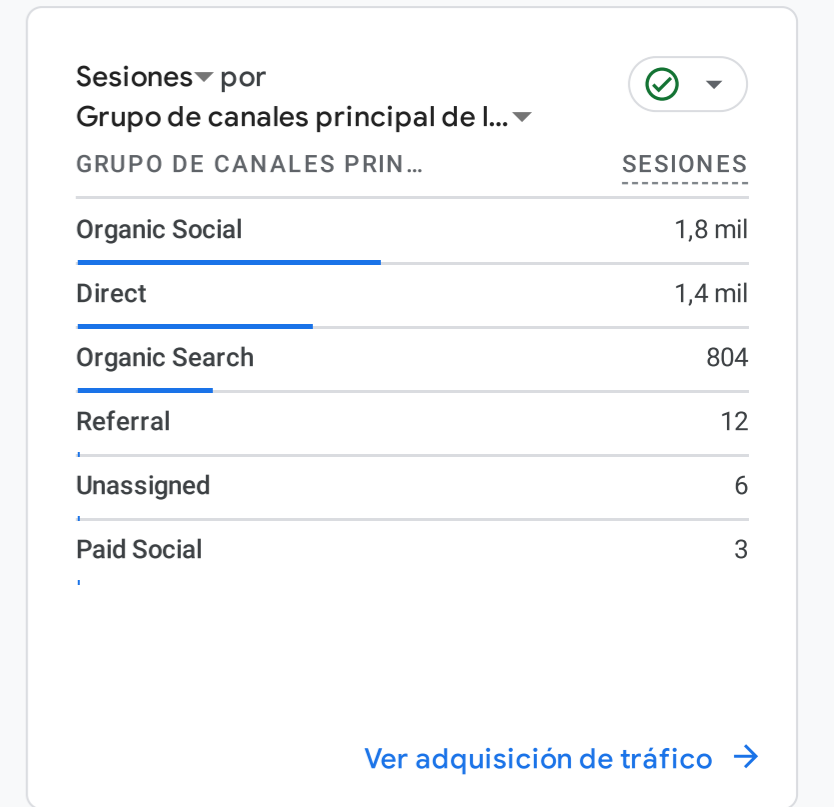 Sesiones por
Grupo de canales principal de l...
GRUPO DE CANALES PRIN... SESIONES
Organic Social 1,8 mil
Direct 1,4 mil
Organic Search 804
Referral 12
Unassigned 6
Paid Social 3
Ver adquisición de tráfico